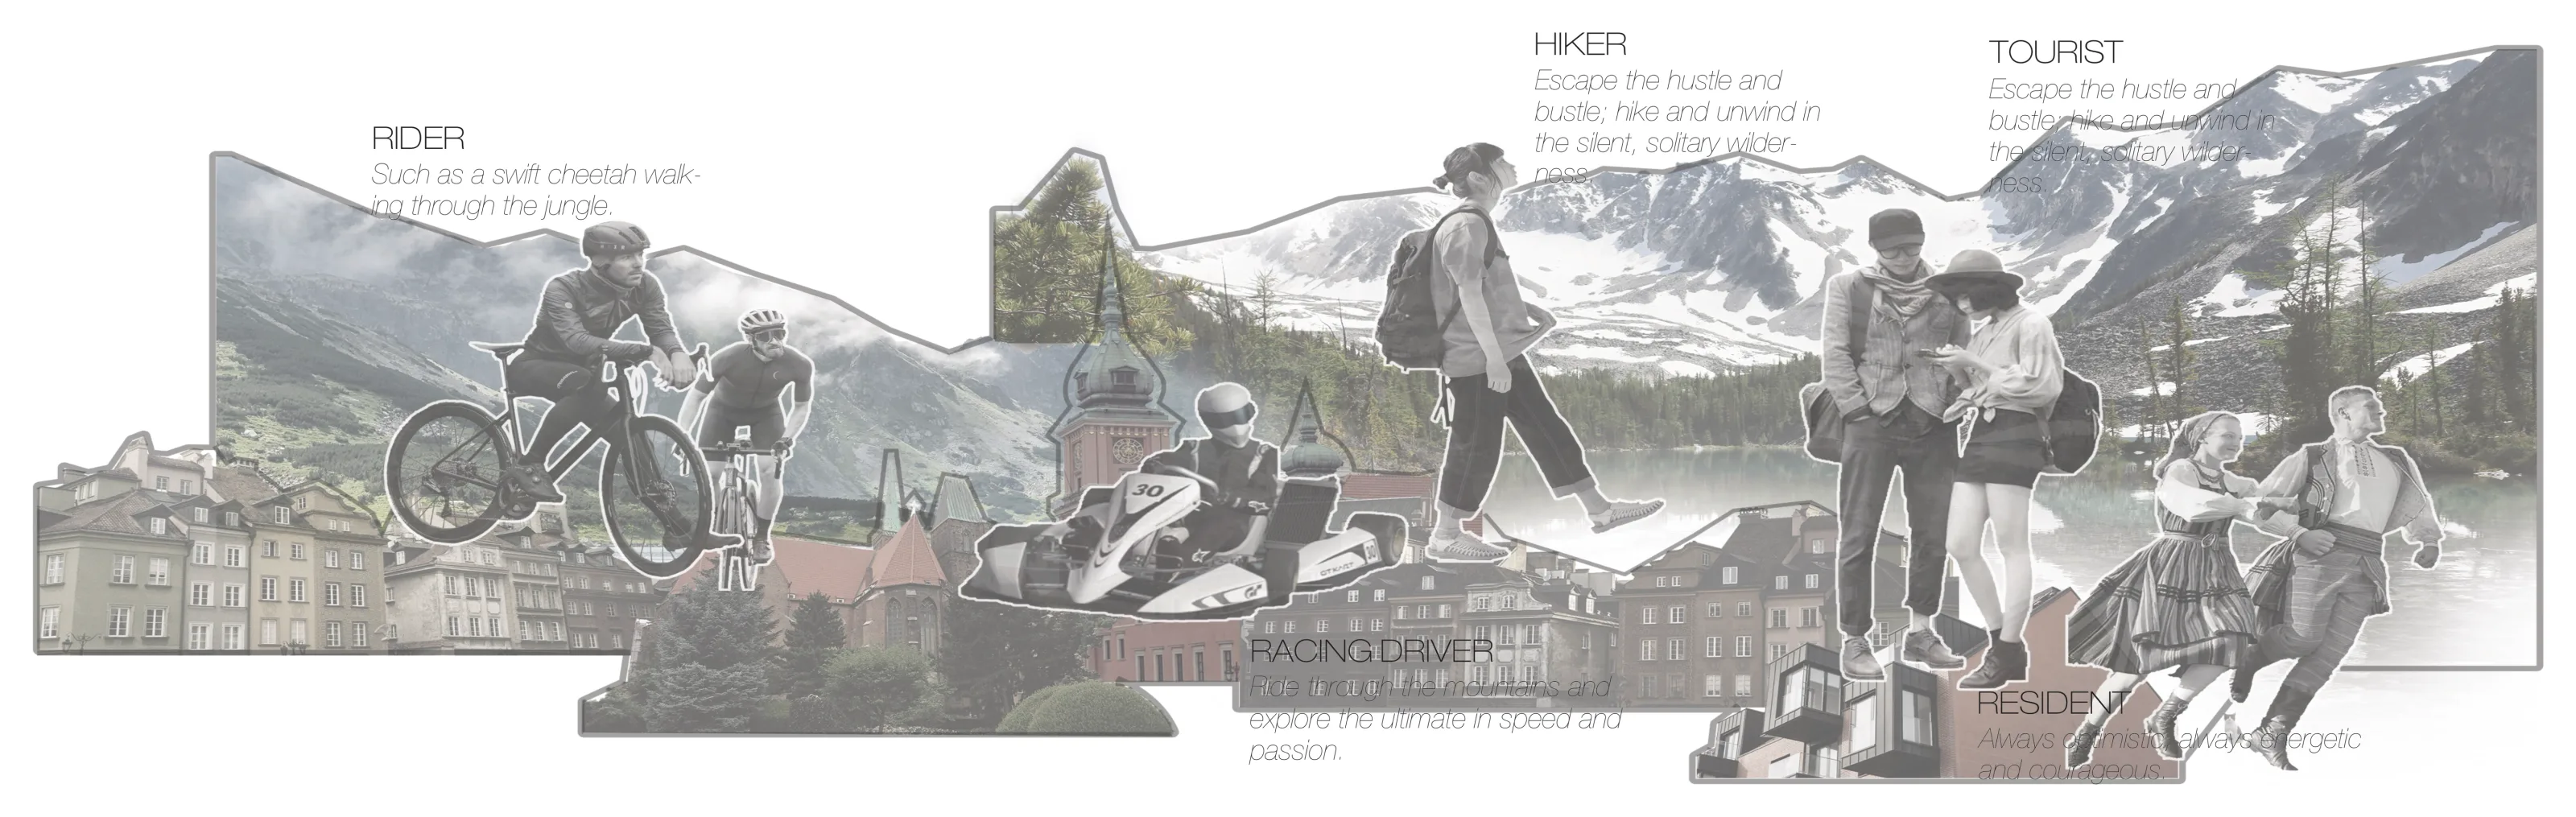 RIDER
Such as a swift cheetah walk-
ing through the jungle.
HIKER
Escape the hustle and
bustle; hike and unwind in
the silent, solitary wilder-
ness.
TOURIST
Escape the hustle and
bustle; hike and unwind in
the silent, solitary wilder-
ness.
30
OTKART
RACING DRIVER
Ride through the mountains and
explore the ultimate in speed and
passion.
RESIDENT
Always optimistic, always energetic
and courageous.